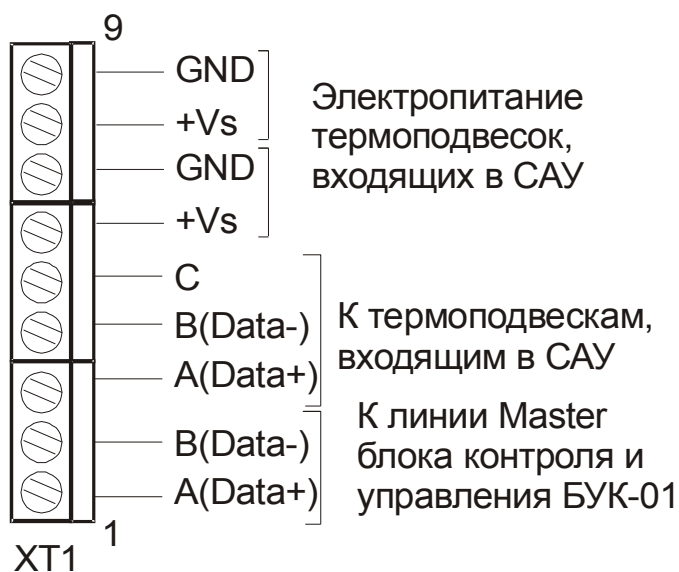 9
GND
+Vs
GND
+Vs
Электропитание
термоподвесок,
входящих в САУ
C
B(Data-)
A(Data+)
К термоподвескам,
входящим в САУ
B(Data-)
A(Data+)
К линии Master
блока контроля и
управления БУК-01
1
XT1